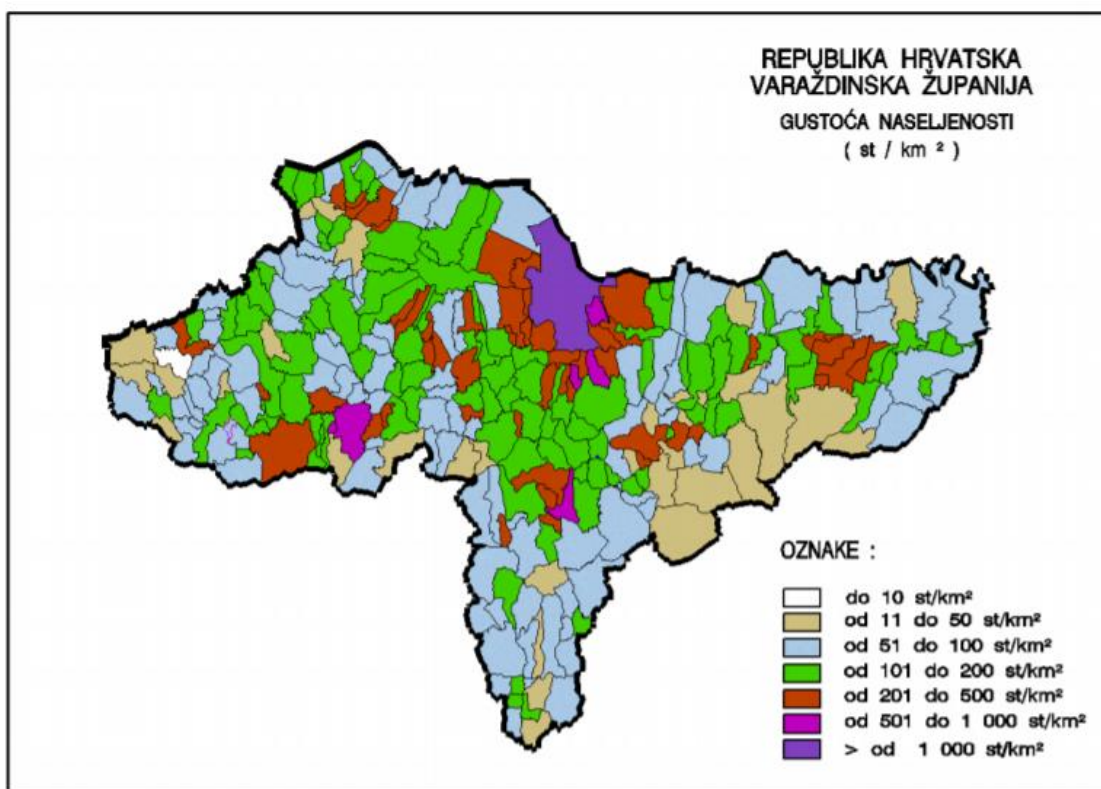 REPUBLIKA HRVATSKA
VARAŽDINSKA ŽUPANIJA
GUSTOĆA NASELJENOSTI
( st / km ² )
OZNAKE :
do 10 st/km²
od 11 do 50 st/km²
od 51 do 100 st/km²
od 101 do 200 st/km²
od 201 do 500 st/km²
od 501 do 1 000 st/km²
> od 1 000 st/km²